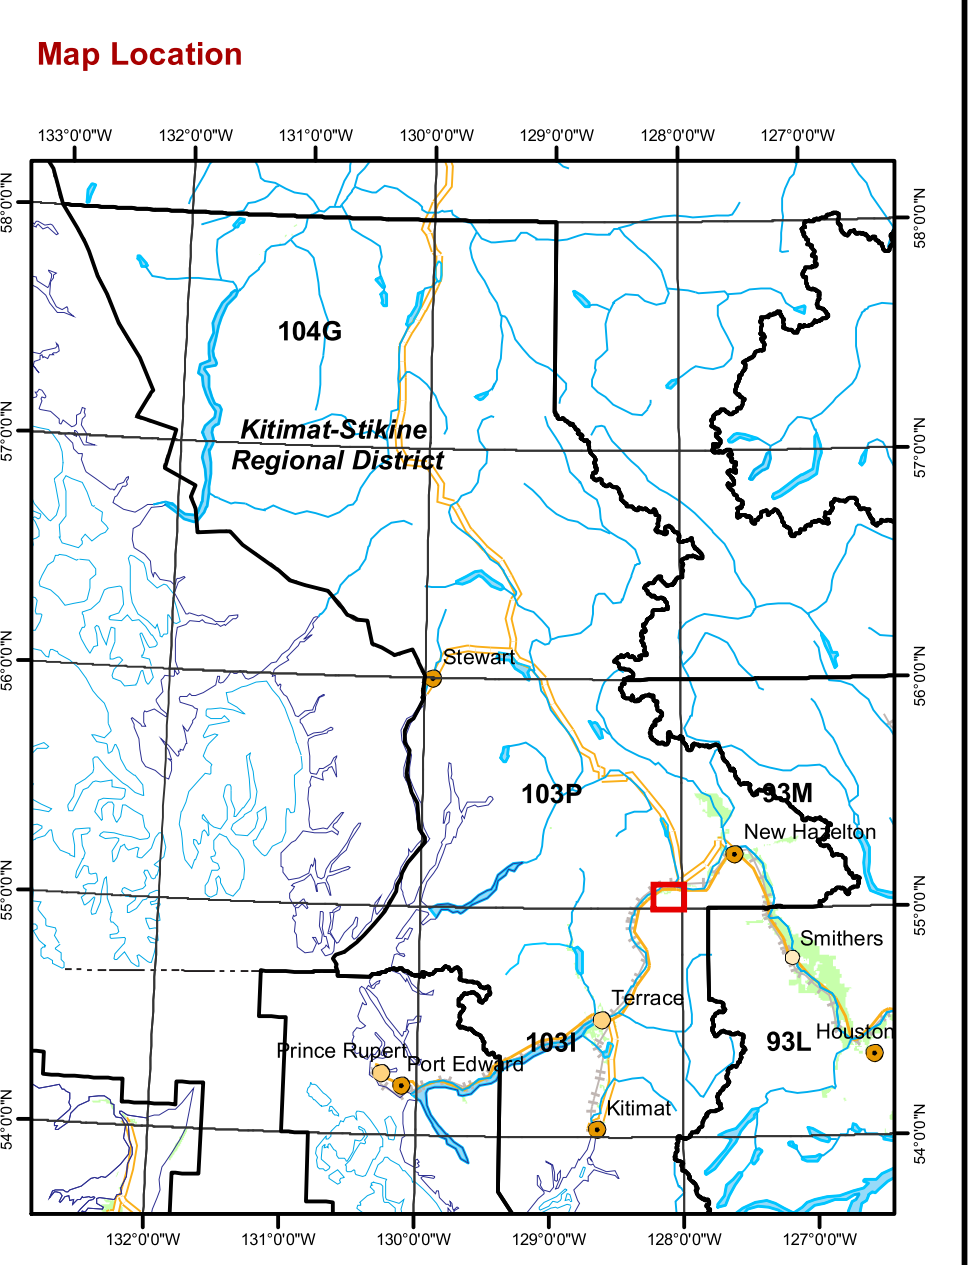 Map Location
133°0'0"W
132°0'0"W
131°0'0"W
130°0'0"W
129°0'0"W
128°0'0"W
127°0'0"W
58°0'0"N
58°0'0"N
104G
Kitimat-Stikine
Regional District
57°0'0"N
57°0'0"N
Stewart
56°0'0"N
56°0'0"N
103P
93M
New Hazelton
55°0'0"N
55°0'0"N
Smithers
Terrace
103I
93L
Houston
Prince Rupert
Port Edward
Kitimat
54°0'0"N
54°0'0"N
132°0'0"W
131°0'0"W
130°0'0"W
129°0'0"W
128°0'0"W
127°0'0"W